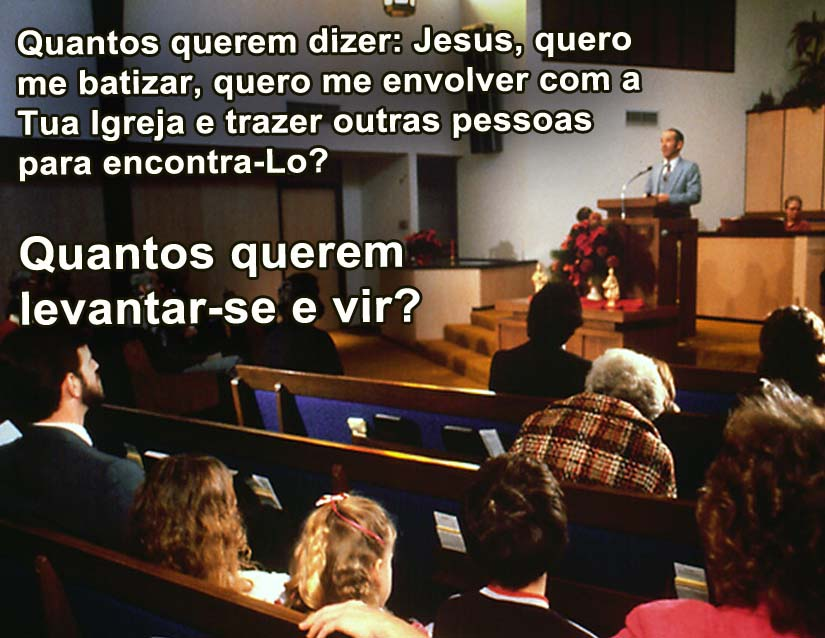 Quantos querem dizer: Jesus, quero
me batizar, quero me envolver com a
Tua Igreja e trazer outras pessoas
para encontra-Lo?
Quantos querem
levantar-se e vir?